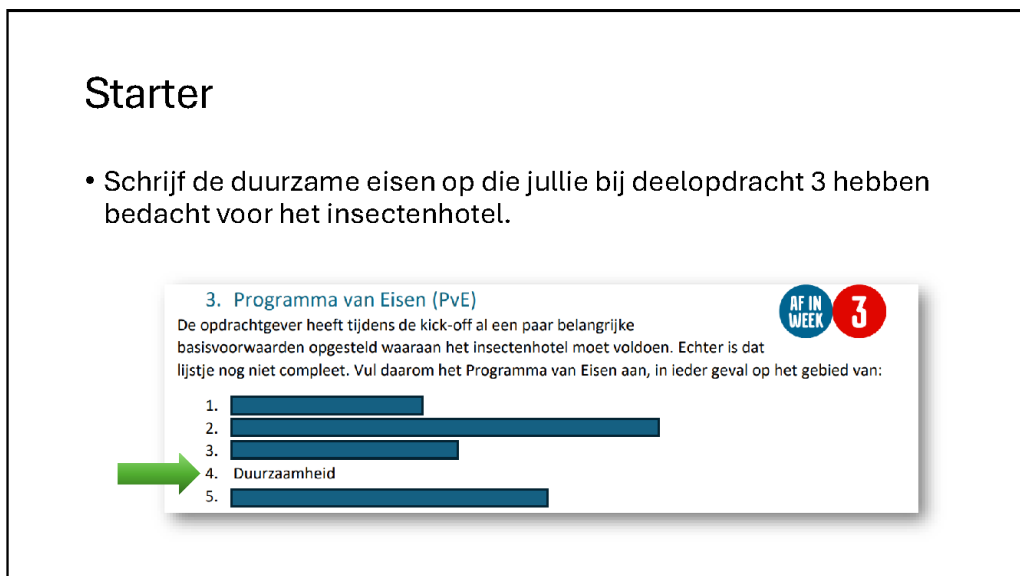 Starter
• Schrijf de duurzame eisen op die jullie bij deelopdracht 3 hebben
bedacht voor het insectenhotel.
3. Programma van Eisen (PvE)
AF IN
WEEK
3
De opdrachtgever heeft tijdens de kick-off al een paar belangrijke
basisvoorwaarden opgesteld waaraan het insectenhotel moet voldoen. Echter is dat
lijstje nog niet compleet. Vul daarom het Programma van Eisen aan, in ieder geval op het gebied van:
1.
2.
3.
4. Duurzaamheid
5.